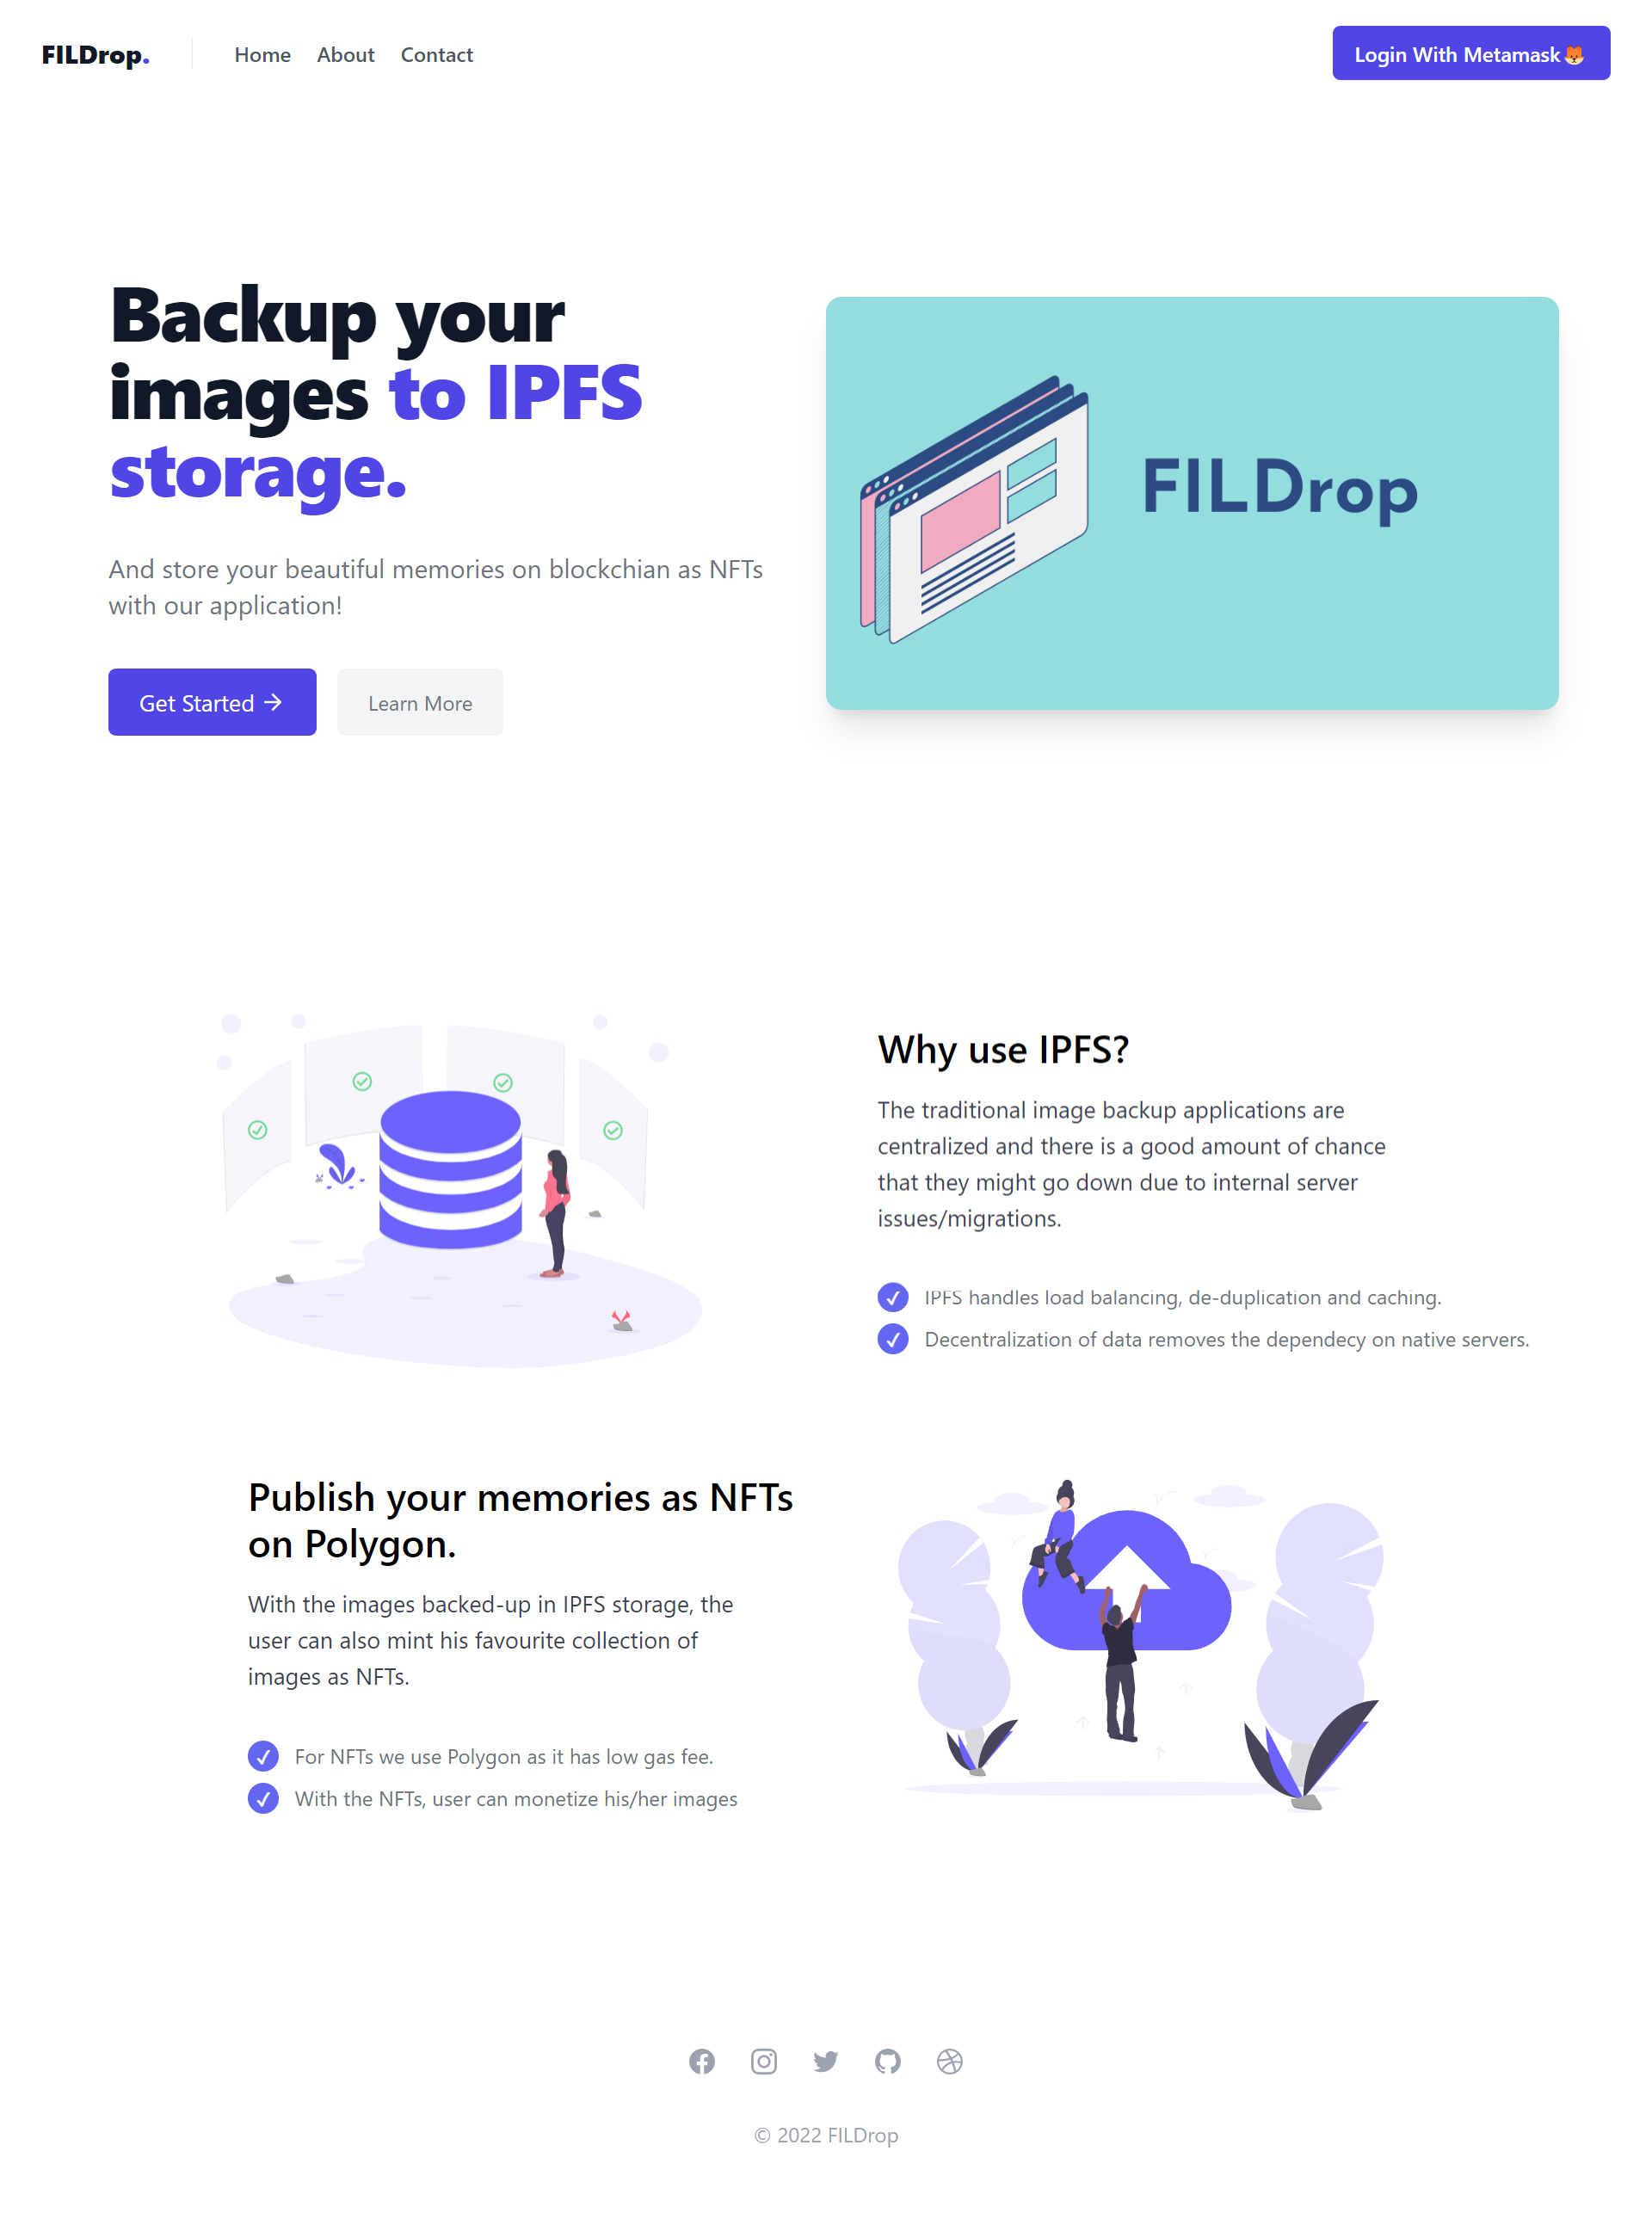 FILDrop.
Home
About
Contact
Login With Metamask
Backup your
images to IPFS
storage.
And store your beautiful memories on blockchian as NFTs
with our application!
Get Started
Learn More
FILDrop
Why use IPFS?
The traditional image backup applications are
centralized and there is a good amount of chance
that they might go down due to internal server
issues/migrations.
IPFS handles load balancing, de-duplication and caching.
Decentralization of data removes the dependecy on native servers.
Publish your memories as NFTs
on Polygon.
With the images backed-up in IPFS storage, the
user can also mint his favourite collection of
images as NFTs.
For NFTs we use Polygon as it has low gas fee.
With the NFTs, user can monetize his/her images
© 2022 FILDrop